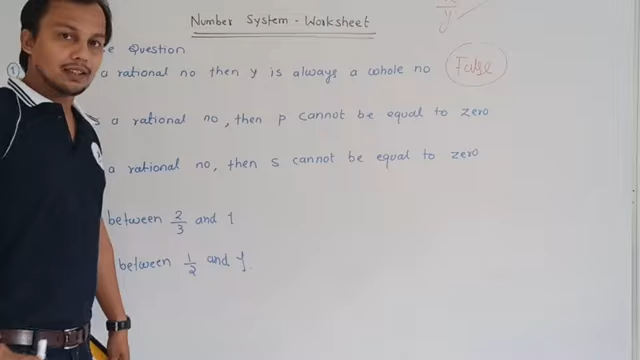 x
y
Number System - Worksheet
e Question
① a rational no then y is always a whole no False
s a rational no, then p cannot be equal to zero
a rational no, then s cannot be equal to zero
between 2/3 and 1
between 1/2 and 1.